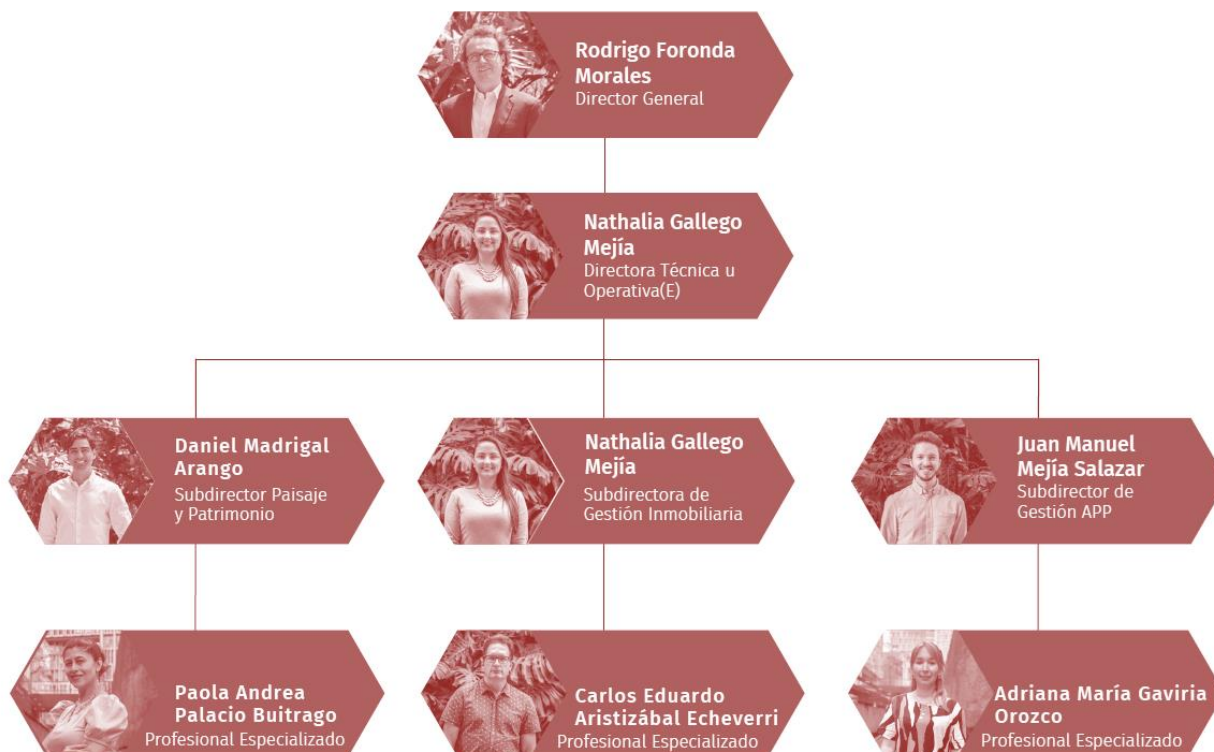 Rodrigo Foronda
Morales
Director General
Nathalia Gallego
Mejía
Directora Técnica u
Operativa(E)
Daniel Madrigal
Arango
Subdirector Paisaje
y Patrimonio
Nathalia Gallego
Mejía
Subdirectora de
Gestión Inmobiliaria
Juan Manuel
Mejía Salazar
Subdirector de
Gestión APP
Paola Andrea
Palacio Buitrago
Profesional Especializado
Carlos Eduardo
Aristizábal Echeverri
Profesional Especializado
Adriana María Gaviria
Orozco
Profesional Especializado